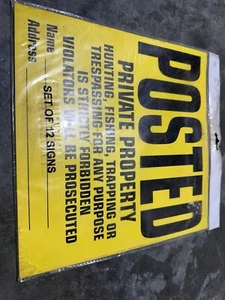 POSTED
PRIVATE PROPERTY
HUNTING, FISHING, TRAPPING OR
TRESPASSING FOR ANY PURPOSE
IS STRICTLY FORBIDDEN
VIOLATORS WILL BE PROSECUTED
Name
SET OF 12 SIGNS
Address